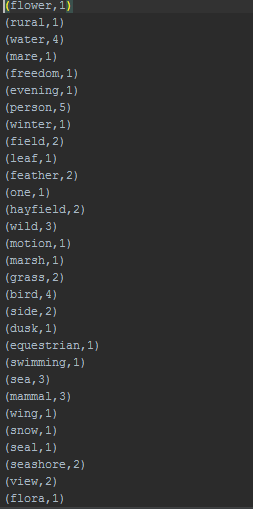 (flower,1)
(rural,1)
(water,4)
(mare,1)
(freedom,1)
(evening,1)
(person,5)
(winter,1)
(field,2)
(leaf,1)
(feather,2)
(one,1)
(hayfield,2)
(wild,3)
(motion,1)
(marsh,1)
(grass,2)
(bird,4)
(side,2)
(dusk,1)
(equestrian,1)
(swimming,1)
(sea,3)
(mammal,3)
(wing,1)
(snow,1)
(seal,1)
(seashore,2)
(view,2)
(flora,1)